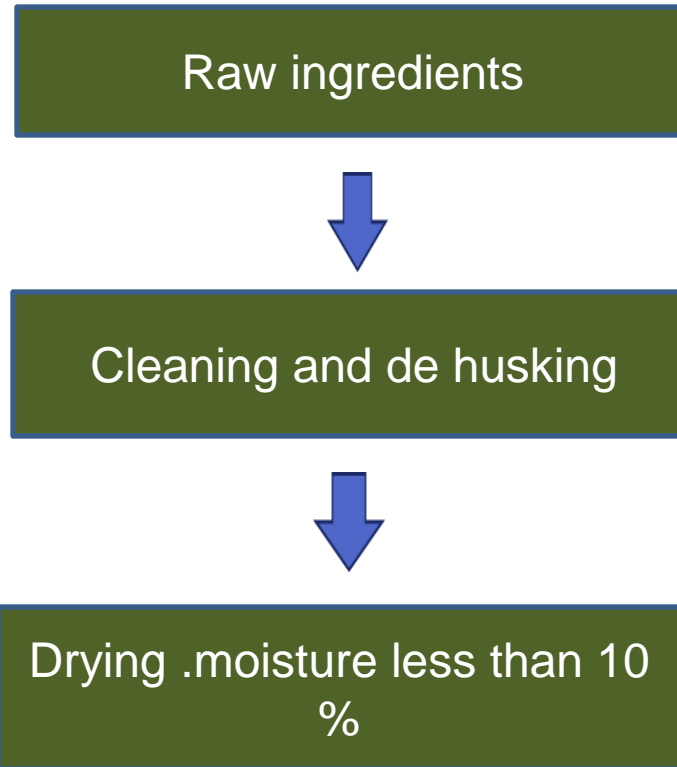 Raw ingredients
Cleaning and de husking
Drying .moisture less than 10
%